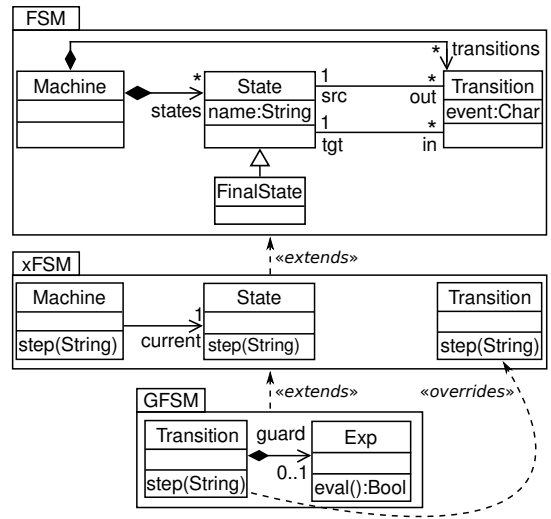 FSM
* transitions
Machine
* State 1 * Transition
states name:String src out event:Char
1 *
tgt in
FinalState
«extends»
xFSM
Machine State Transition
1
step(String) current step(String) step(String)
«extends» «overrides»
GFSM
Transition guard Exp
0..1
step(String) eval():Bool